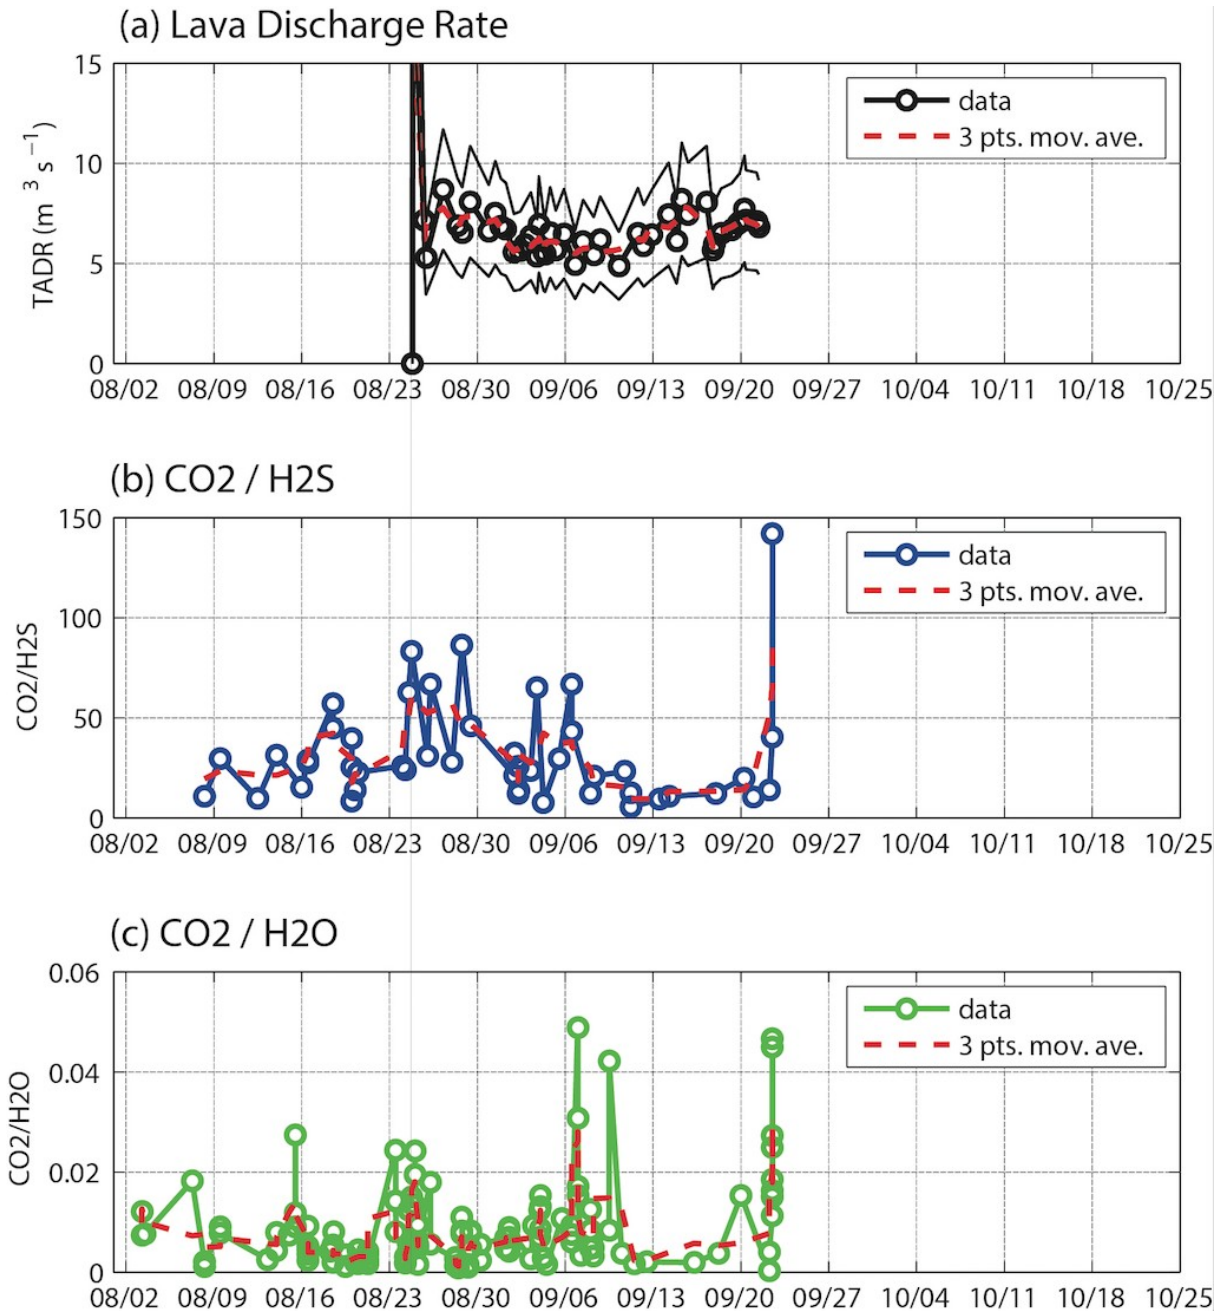 (a) Lava Discharge Rate
15
10
5
0
TADR (m 3 s −1)
data
3 pts. mov. ave.
08/02 08/09 08/16 08/23 08/30 09/06 09/13 09/20 09/27 10/04 10/11 10/18 10/25
(b) CO2 / H2S
150
100
50
0
CO2/H2S
data
3 pts. mov. ave.
08/02 08/09 08/16 08/23 08/30 09/06 09/13 09/20 09/27 10/04 10/11 10/18 10/25
(c) CO2 / H2O
0.06
0.04
0.02
0
CO2/H2O
data
3 pts. mov. ave.
08/02 08/09 08/16 08/23 08/30 09/06 09/13 09/20 09/27 10/04 10/11 10/18 10/25